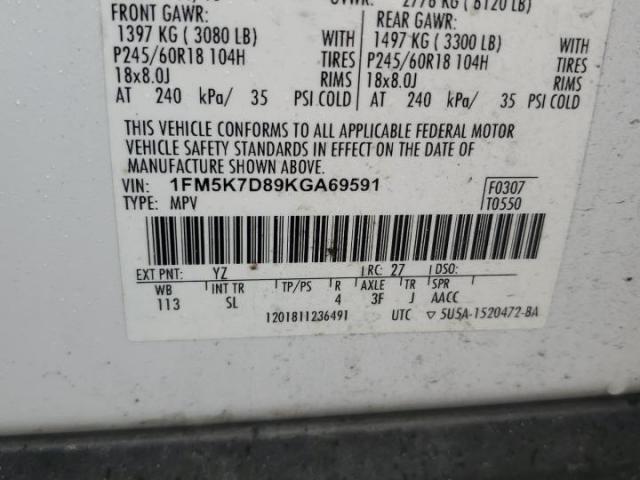 2778 KG ( 6120 LB)
FRONT GAWR: REAR GAWR:
1397 KG ( 3080 LB) WITH 1497 KG ( 3300 LB) WITH
P245/60R18 104H TIRES P245/60R18 104H TIRES
18x8.0J RIMS 18x8.0J RIMS
AT 240 kPa/ 35 PSI COLD AT 240 kPa/ 35 PSI COLD
THIS VEHICLE CONFORMS TO ALL APPLICABLE FEDERAL MOTOR
VEHICLE SAFETY STANDARDS IN EFFECT ON THE DATE OF
MANUFACTURE SHOWN ABOVE.
VIN: 1FM5K7D89KGA69591 F0307
TYPE: MPV T0550
EXT PNT: YZ RC: 27 DSO:
WB INT TR TP/PS R AXLE TR SPR
113 SL 4 3F J AACC
1201811236491 UTC ▽ 5U5A-1520472-BA